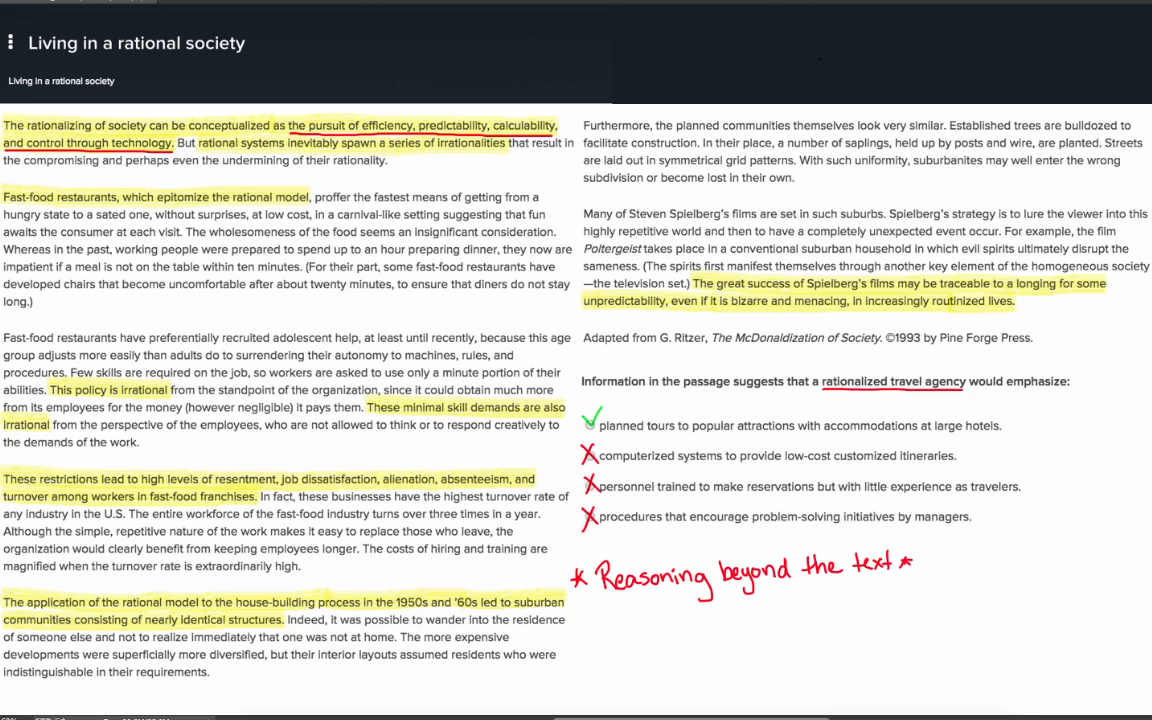 Living in a rational society
Living in a rational society
The rationalizing of society can be conceptualized as the pursuit of efficiency, predictability, calculability,
and control through technology. But rational systems inevitably spawn a series of irrationalities that result in
the compromising and perhaps even the undermining of their rationality.
Fast-food restaurants, which epitomize the rational model, proffer the fastest means of getting from a
hungry state to a sated one, without surprises, at low cost, in a carnival-like setting suggesting that fun
awaits the consumer at each visit. The wholesomeness of the food seems an insignificant consideration.
Whereas in the past, working people were prepared to spend up to an hour preparing dinner, they now are
impatient if a meal is not on the table within ten minutes. (For their part, some fast-food restaurants have
developed chairs that become uncomfortable after about twenty minutes, to ensure that diners do not stay
long.)
Fast-food restaurants have preferentially recruited adolescent help, at least until recently, because this age
group adjusts more easily than adults do to surrendering their autonomy to machines, rules, and
procedures. Few skills are required on the job, so workers are asked to use only a minute portion of their
abilities. This policy is irrational from the standpoint of the organization, since it could obtain much more
from its employees for the money (however negligible) it pays them. These minimal skill demands are also
irrational from the perspective of the employees, who are not allowed to think or to respond creatively to
the demands of the work.
These restrictions lead to high levels of resentment, job dissatisfaction, alienation, absenteeism, and
turnover among workers in fast-food franchises. In fact, these businesses have the highest turnover rate of
any industry in the U.S. The entire workforce of the fast-food industry turns over three times in a year.
Although the simple, repetitive nature of the work makes it easy to replace those who leave, the
organization would clearly benefit from keeping employees longer. The costs of hiring and training are
magnified when the turnover rate is extraordinarily high.
The application of the rational model to the house-building process in the 1950s and '60s led to suburban
communities consisting of nearly identical structures. Indeed, it was possible to wander into the residence
of someone else and not to realize immediately that one was not at home. The more expensive
developments were superficially more diversified, but their interior layouts assumed residents who were
indistinguishable in their requirements.
Furthermore, the planned communities themselves look very similar. Established trees are bulldozed to
facilitate construction. In their place, a number of saplings, held up by posts and wire, are planted. Streets
are laid out in symmetrical grid patterns. With such uniformity, suburbanites may well enter the wrong
subdivision or become lost in their own.
Many of Steven Spielberg's films are set in such suburbs. Spielberg's strategy is to lure the viewer into this
highly repetitive world and then to have a completely unexpected event occur. For example, the film
Poltergeist takes place in a conventional suburban household in which evil spirits ultimately disrupt the
sameness. (The spirits first manifest themselves through another key element of the homogeneous society
—the television set.) The great success of Spielberg's films may be traceable to a longing for some
unpredictability, even if it is bizarre and menacing, in increasingly routinized lives.
Adapted from G. Ritzer, The McDonaldization of Society. ©1993 by Pine Forge Press.
Information in the passage suggests that a rationalized travel agency would emphasize:
planned tours to popular attractions with accommodations at large hotels.
computerized systems to provide low-cost customized itineraries.
personnel trained to make reservations but with little experience as travelers.
procedures that encourage problem-solving initiatives by managers.
* Reasoning beyond the text *